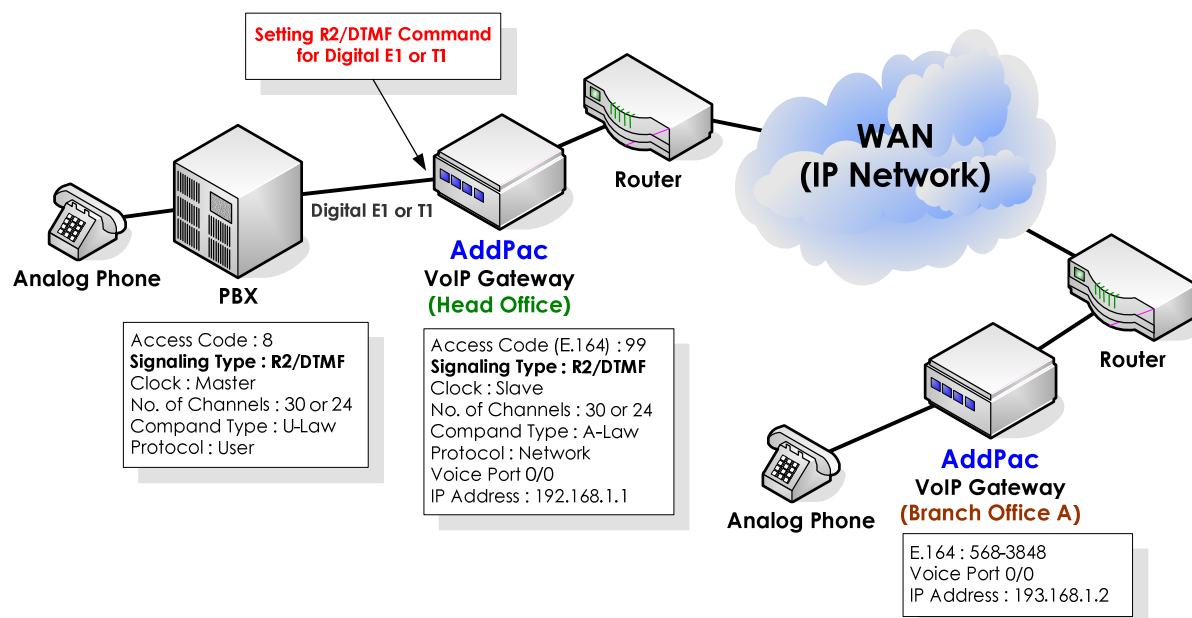 Setting R2/DTMF Command
for Digital E1 or T1
WAN
(IP Network)
Router
Digital E1 or T1
Analog Phone
PBX
AddPac
VoIP Gateway
(Head Office)
Access Code : 8
Signaling Type : R2/DTMF
Clock : Master
No. of Channels : 30 or 24
Compand Type : U-Law
Protocol : User
Access Code (E.164) : 99
Signaling Type : R2/DTMF
Clock : Slave
No. of Channels : 30 or 24
Compand Type : A-Law
Protocol : Network
Voice Port 0/0
IP Address : 192.168.1.1
Router
Analog Phone
AddPac
VoIP Gateway
(Branch Office A)
E.164 : 568-3848
Voice Port 0/0
IP Address : 193.168.1.2